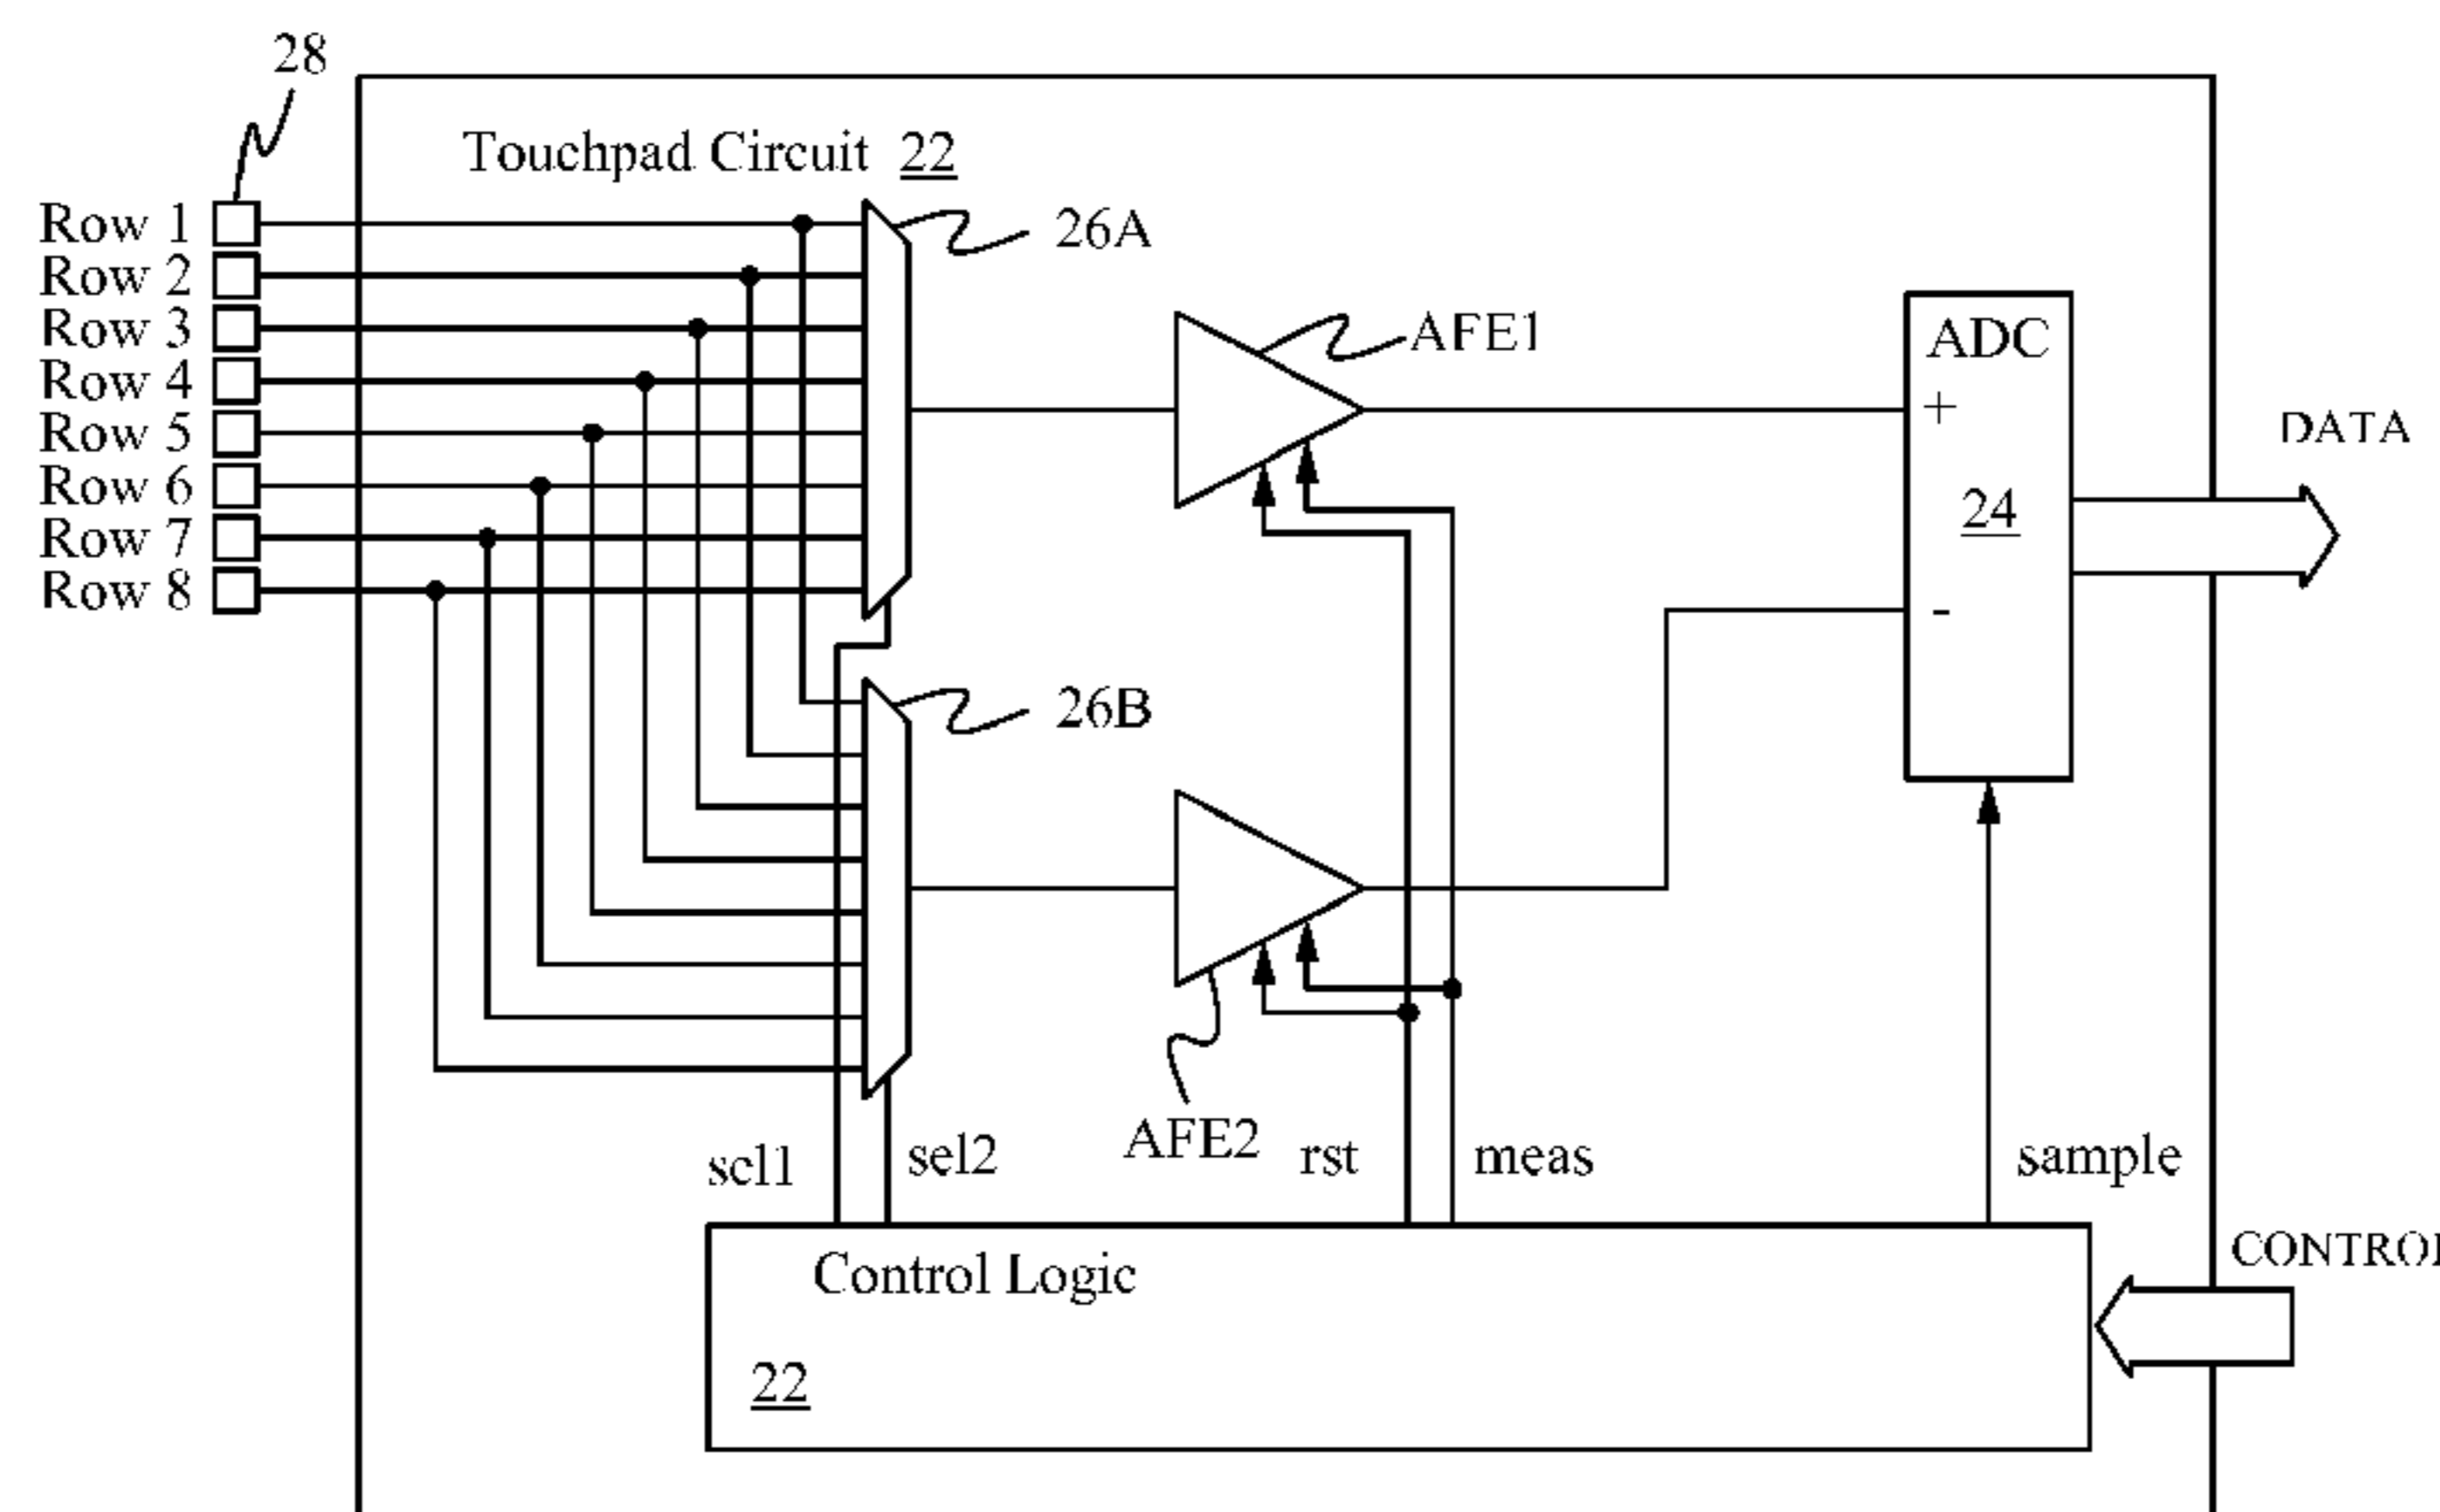 28
Touchpad Circuit 22
Row 1
Row 2
Row 3
Row 4
Row 5
Row 6
Row 7
Row 8
26A
AFE1
ADC
+
24
-
DATA
26B
AFE2
scl1
sel2
rst
meas
sample
CONTROL
Control Logic
22